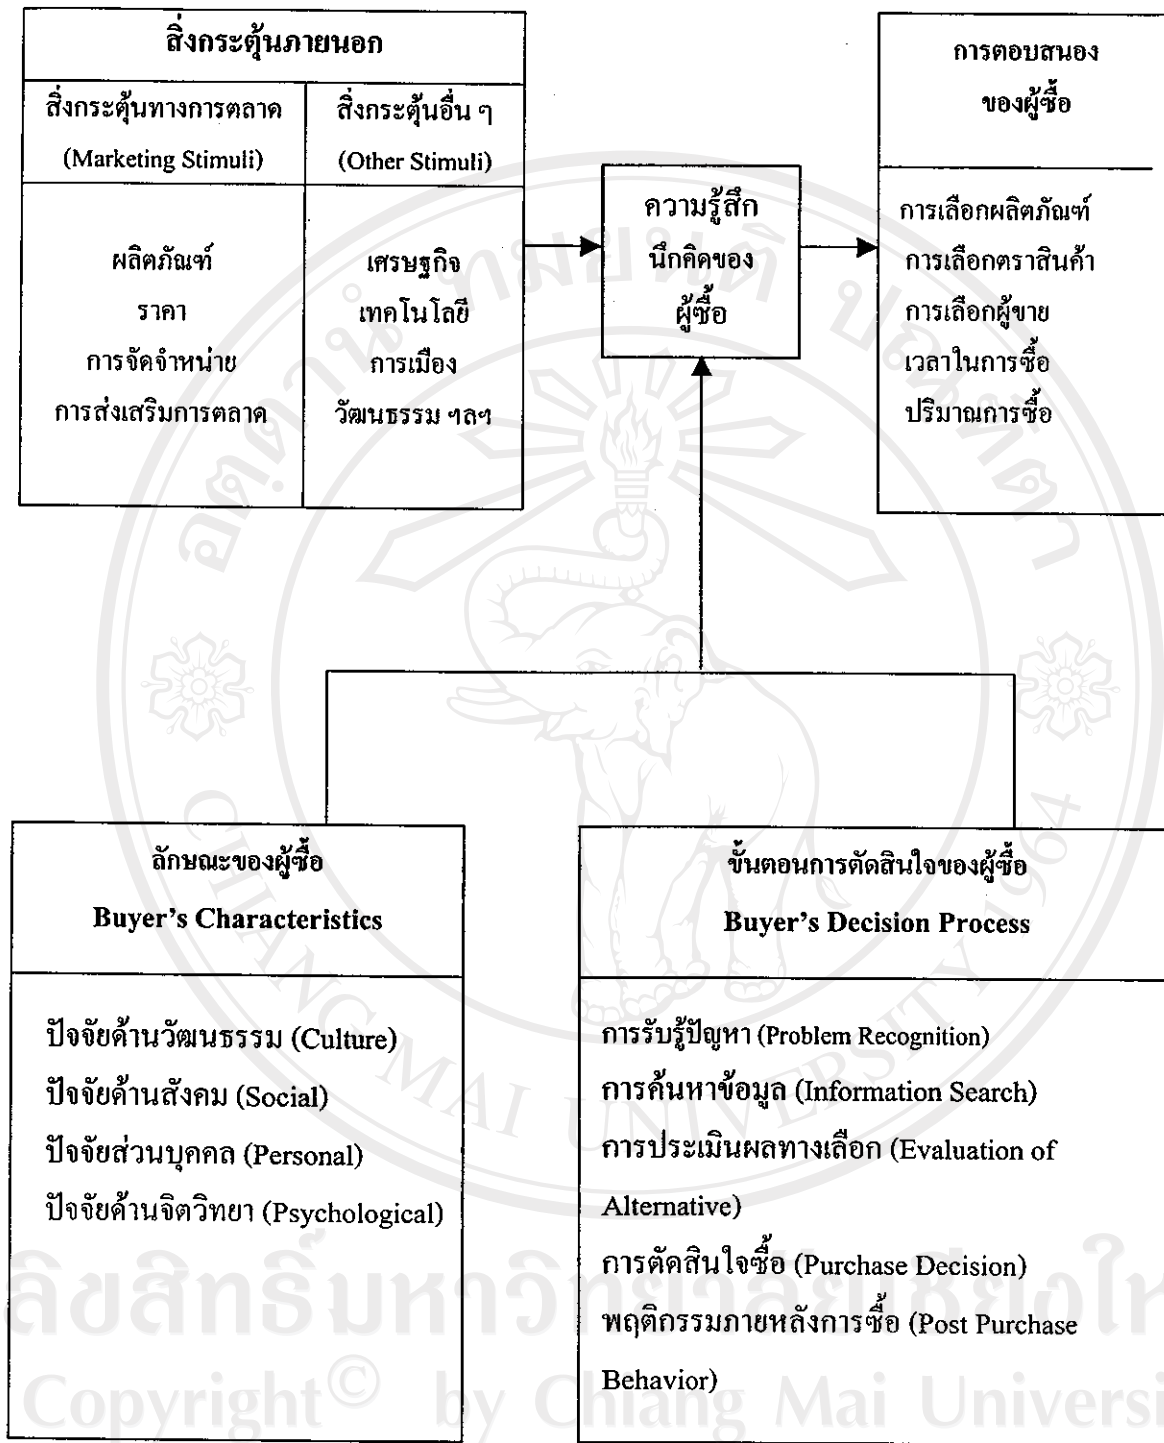 สิ่งกระตุ้นภายนอก
สิ่งกระตุ้นทางการตลาด
(Marketing Stimuli)
สิ่งกระตุ้นอื่น ๆ
(Other Stimuli)
ผลิตภัณฑ์
ราคา
การจัดจำหน่าย
การส่งเสริมการตลาด
เศรษฐกิจ
เทคโนโลยี
การเมือง
วัฒนธรรม ฯลฯ
ความรู้สึก
นึกคิดของ
ผู้ซื้อ
การตอบสนอง
ของผู้ซื้อ
การเลือกผลิตภัณฑ์
การเลือกตราสินค้า
การเลือกผู้ขาย
เวลาในการซื้อ
ปริมาณการซื้อ
ลักษณะของผู้ซื้อ
Buyer's Characteristics
ปัจจัยด้านวัฒนธรรม (Culture)
ปัจจัยด้านสังคม (Social)
ปัจจัยส่วนบุคคล (Personal)
ปัจจัยด้านจิตวิทยา (Psychological)
ขั้นตอนการตัดสินใจของผู้ซื้อ
Buyer's Decision Process
การรับรู้ปัญหา (Problem Recognition)
การค้นหาข้อมูล (Information Search)
การประเมินผลทางเลือก (Evaluation of
Alternative)
การตัดสินใจซื้อ (Purchase Decision)
พฤติกรรมภายหลังการซื้อ (Post Purchase
Behavior)
อตฺตานํ ทมยนฺติ ปณฺฑิตา
CHIANG MAI UNIVERSITY 1964
Copyright© by Chiang Mai Universi